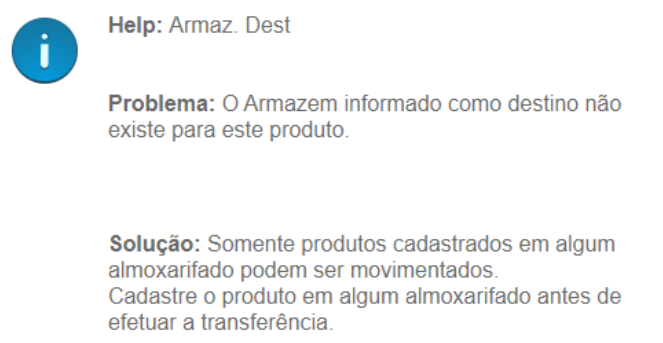 Help: Armaz. Dest
Problema: O Armazem informado como destino não
existe para este produto.
Solução: Somente produtos cadastrados em algum
almoxarifado podem ser movimentados.
Cadastre o produto em algum almoxarifado antes de
efetuar a transferência.